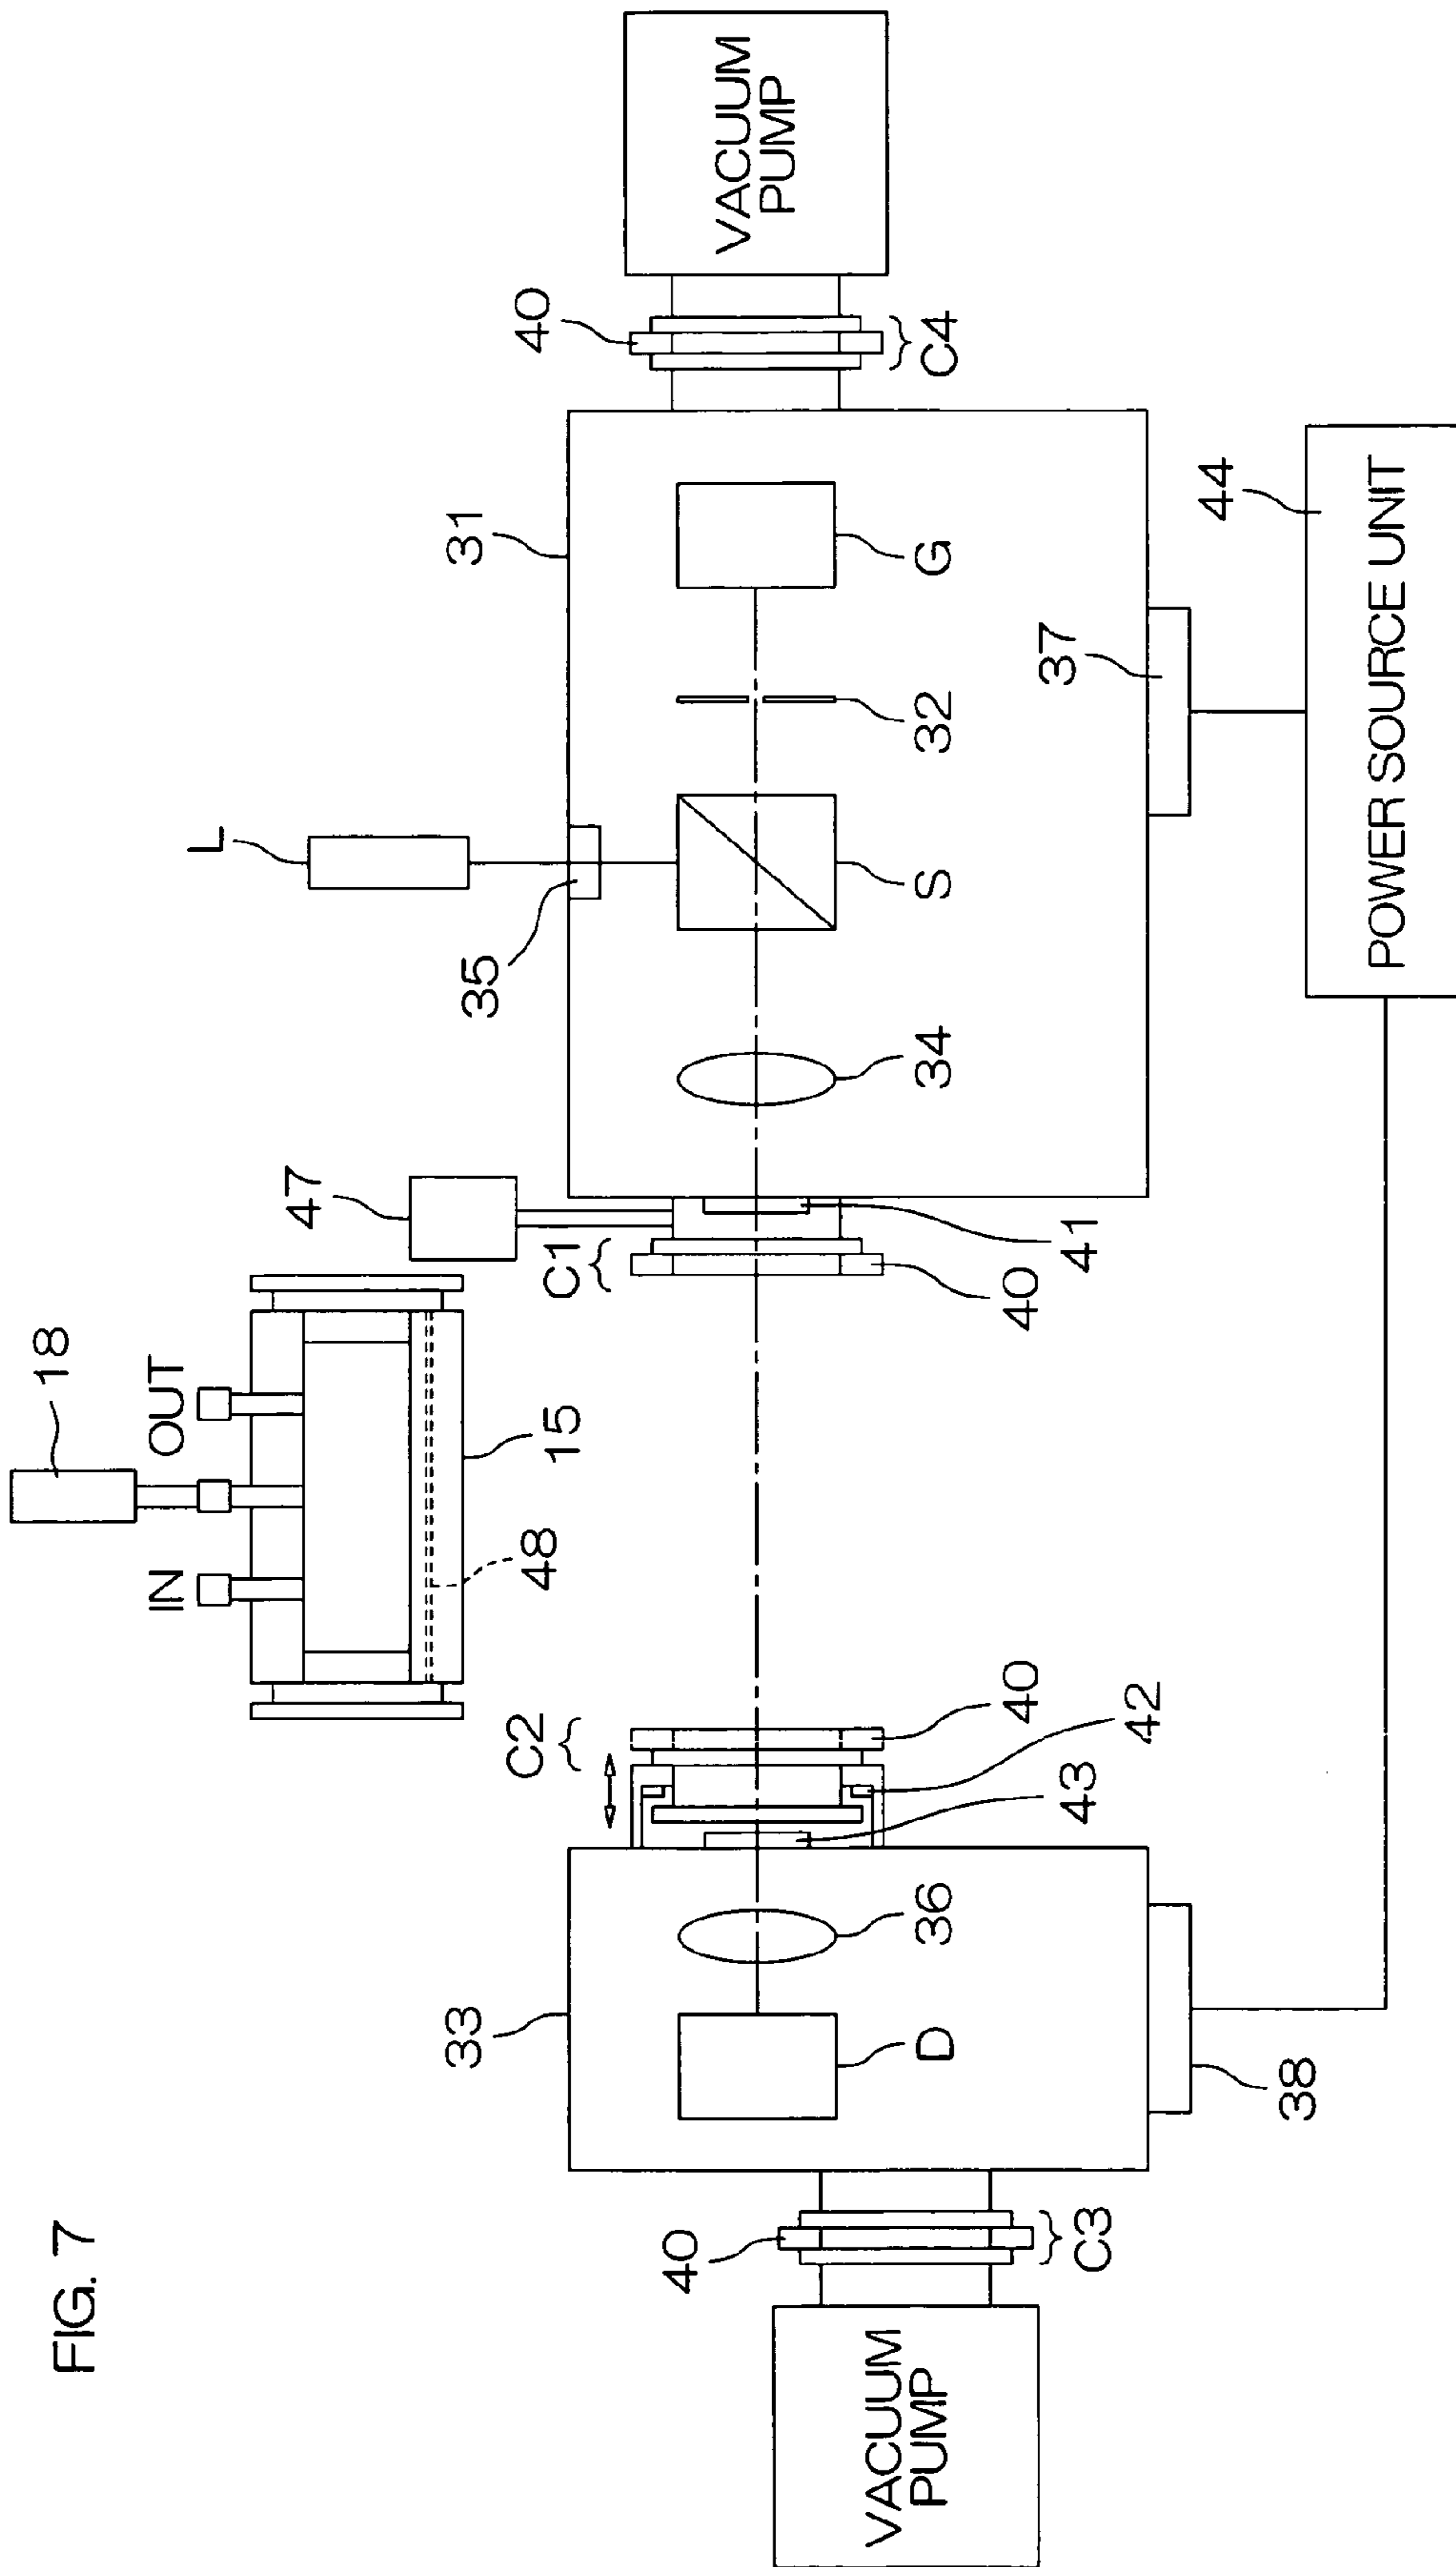 FIG. 7
18
IN
OUT
L
47
33
C2
C1
48
15
35
31
40
40
VACUUM
PUMP
VACUUM
PUMP
D
36
40
34
S
32
G
C4
40
43
42
41
37
C3
38
44
POWER SOURCE UNIT